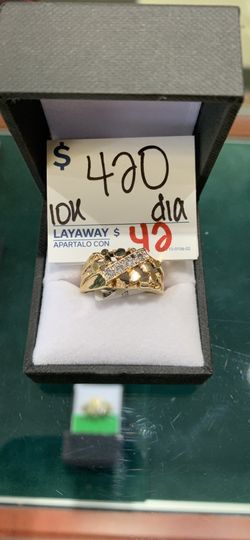 $ 420
10K dia
LAYAWAY $ 42
APARTALO CON